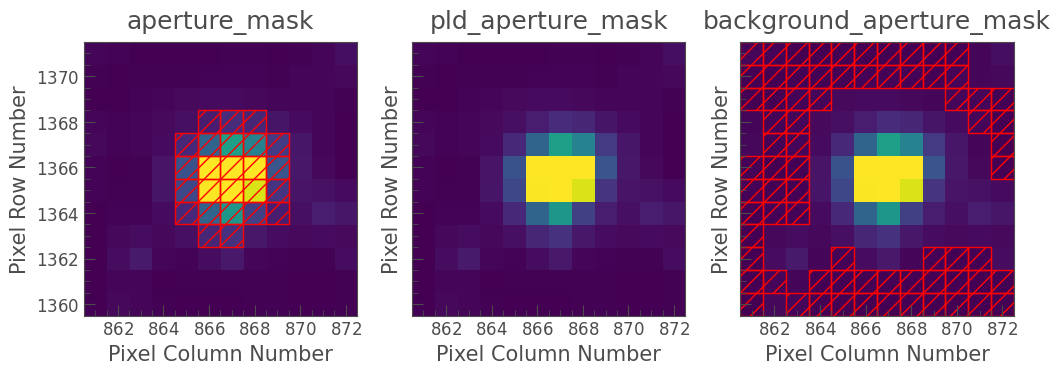 aperture_mask
pld_aperture_mask
background_aperture_mask
Pixel Row Number
1370
1368
1366
1364
1362
1360
862 864 866 868 870 872
Pixel Column Number
Pixel Row Number
862 864 866 868 870 872
Pixel Column Number
Pixel Row Number
862 864 866 868 870 872
Pixel Column Number